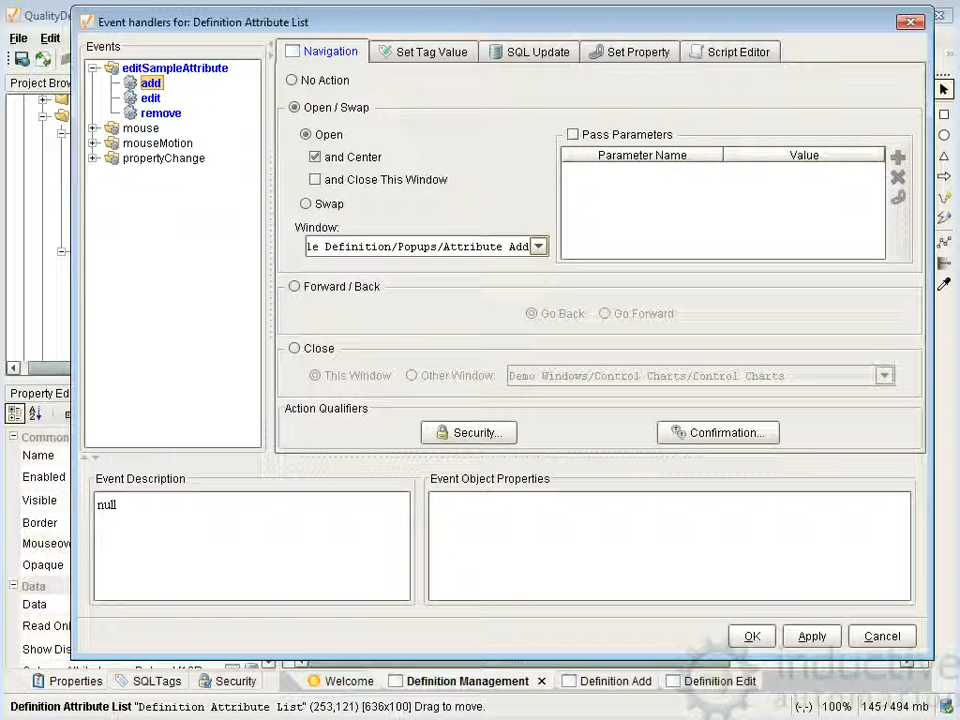 QualityDe
Event handlers for: Definition Attribute List
File Edit
Project Brow
Events
editSampleAttribute
add
edit
remove
mouse
mouseMotion
propertyChange
Navigation
Set Tag Value
SQL Update
Set Property
Script Editor
No Action
Open / Swap
Open
and Center
and Close This Window
Swap
Window:
le Definition/Popups/Attribute Add
Pass Parameters
Parameter Name Value
Forward / Back
Go Back Go Forward
Close
This Window Other Window: Demo Windows/Control Charts/Control Charts
Action Qualifiers
Security... Confirmation...
Property Ed
Common
Name
Enabled
Visible
Border
Mouseov
Opaque
Data
Data
Read Onl
Show Dis
Event Description
null
Event Object Properties
OK Apply Cancel
inductive
automation
Properties SQLTags Security Welcome Definition Management Definition Add Definition Edit
Definition Attribute List "Definition Attribute List" (253,121) [636x100] Drag to move.
(-,-) 100% 145 / 494 mb